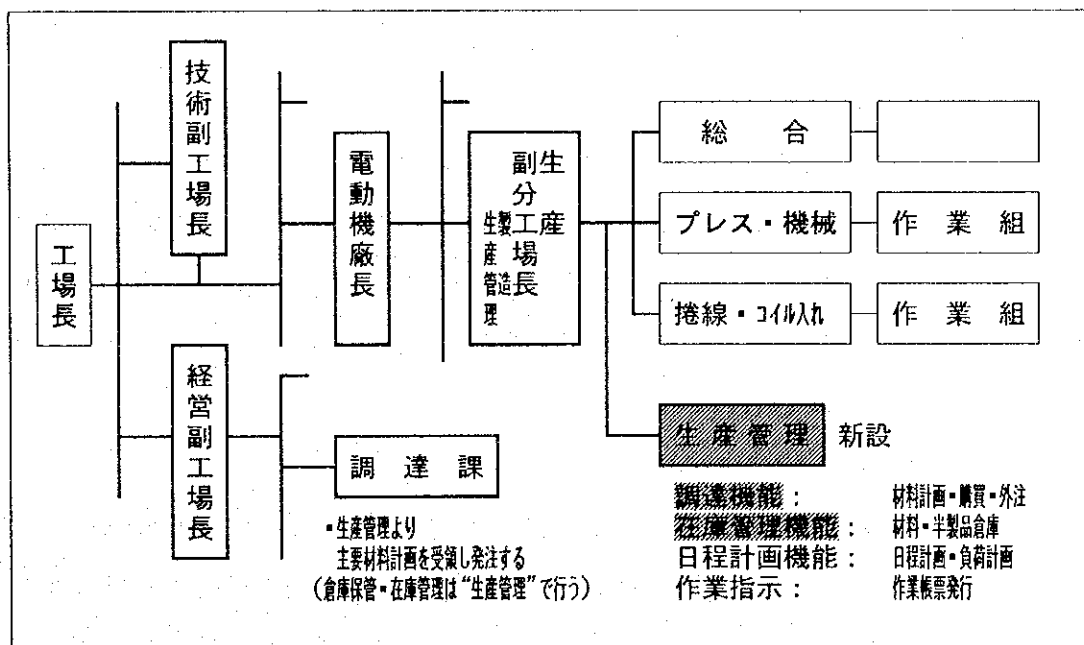 工場長
技術副工場長
経営副工場長
電動機廠長
調達課
・生産管理より
主要材料計画を受領し発注する
(倉庫保管・在庫管理は“生産管理”で行う)
生産
副分工場長
製造
生産管理
総合
プレス・機械
作業組
捲線・コイル入れ
作業組
生産管理
新設
調達機能: 材料計画・購買・外注
在庫管理機能: 材料・半製品倉庫
日程計画機能: 日程計画・負荷計画
作業指示: 作業帳票発行